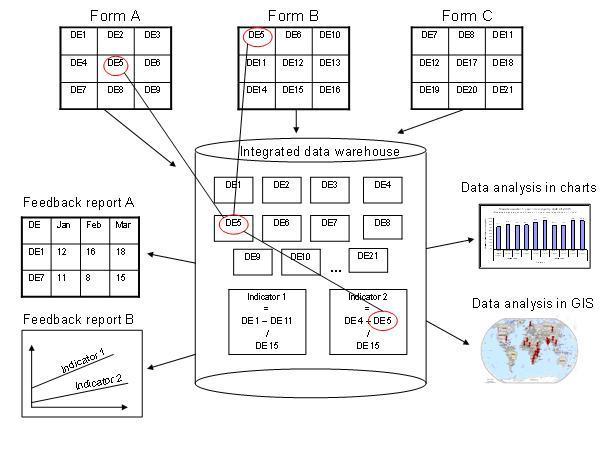 Form A
DE1 DE2 DE3
DE4 DE5 DE6
DE7 DE8 DE9
Form B
DE5 DE6 DE10
DE11 DE12 DE13
DE14 DE15 DE16
Form C
DE7 DE8 DE11
DE12 DE17 DE18
DE19 DE20 DE21
Integrated data warehouse
DE1 DE2 DE3 DE4
DE5 DE6 DE7 DE8
DE9 DE10 ... DE21
Indicator 1
=
DE1 – DE11
/
DE15
Indicator 2
=
DE4 – DE5
/
DE15
Feedback report A
DE Jan Feb Mar
DE1 12 16 18
DE7 11 8 15
Feedback report B
Indicator 1
Indicator 2
Data analysis in charts
Data analysis in GIS